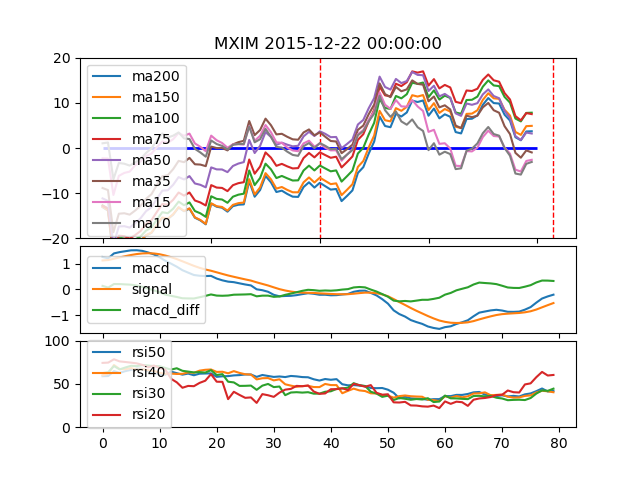 MXIM 2015-12-22 00:00:00
20
10
0
−10
−20
ma200
ma150
ma100
ma75
ma50
ma35
ma15
ma10
1
0
−1
macd
signal
macd_diff
100
50
0
rsi50
rsi40
rsi30
rsi20
0 10 20 30 40 50 60 70 80